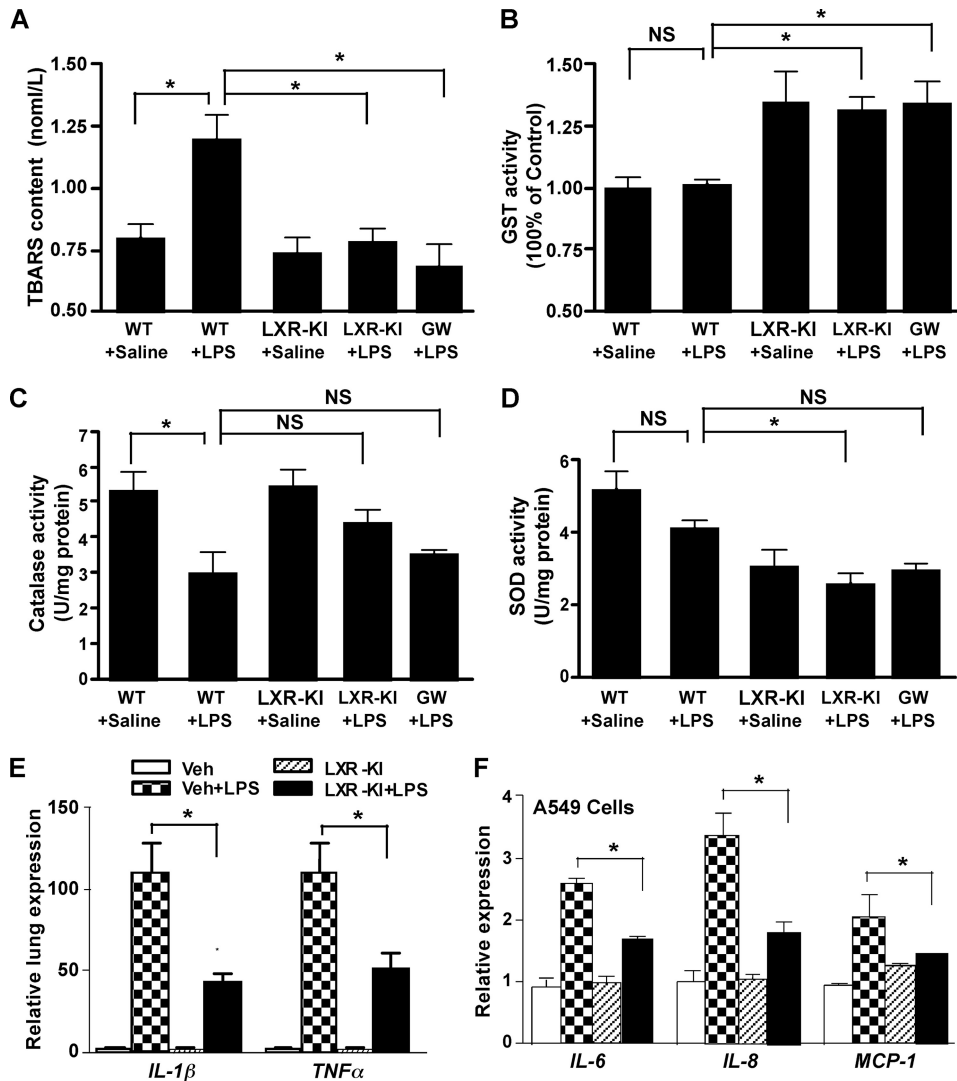 A
TBARS content (noml/L)
1.50
1.25
1.00
0.75
0.50
*
*
*
WT WT LXR-KI LXR-KI GW
+Saline +LPS +Saline +LPS +LPS
B
GST activity
(100% of Control)
1.50
1.25
1.00
0.75
0.50
NS
*
*
WT WT LXR-KI LXR-KI GW
+Saline +LPS +Saline +LPS +LPS
C
Catalase activity
(U/mg protein)
7
6
5
4
3
2
1
0
*
NS
NS
WT WT LXR-KI LXR-KI GW
+Saline +LPS +Saline +LPS +LPS
D
SOD activity
(U/mg protein)
6
4
2
0
NS
*
NS
WT WT LXR-KI LXR-KI GW
+Saline +LPS +Saline +LPS +LPS
E
Veh LXR-KI
Veh+LPS LXR-KI+LPS
Relative lung expression
150
100
50
0
*
*
IL-1β TNFα
F
A549 Cells
Relative expression
4
3
2
1
0
*
*
*
IL-6 IL-8 MCP-1